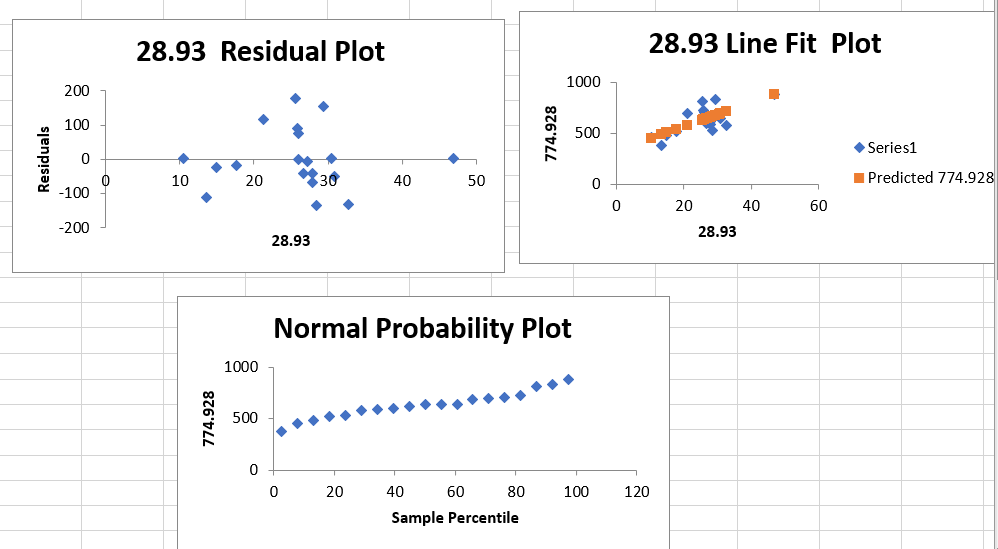 28.93 Residual Plot
200
100
0
-100
-200
Residuals
0 10 20 30 40 50
28.93
28.93 Line Fit Plot
1000
500
0
774.928
0 20 40 60
28.93
Series1
Predicted 774.928
Normal Probability Plot
1000
500
0
774.928
0 20 40 60 80 100 120
Sample Percentile